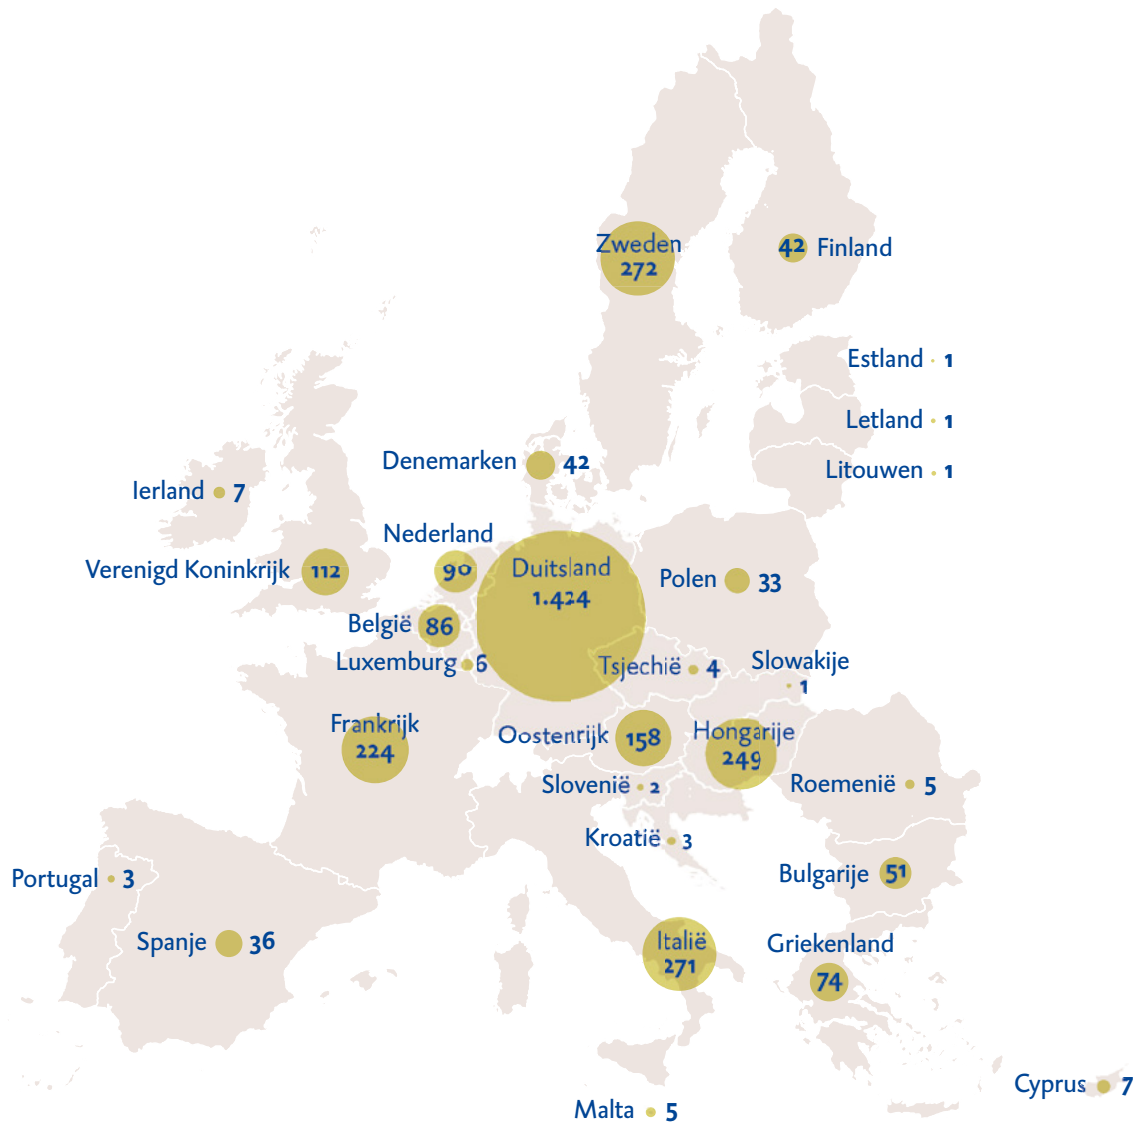 Zweden
272
42 Finland
Estland 1
Letland 1
Litouwen 1
Denemarken 42
Ierland 7
Nederland
90
Verenigd Koninkrijk 112
Duitsland
1.424
Polen 33
België 86
Luxemburg 6
Tsjechië 4
Slowakije
1
Frankrijk
224
Oostenrijk 158
Hongarije
249
Slovenië 2
Roemenië 5
Kroatië 3
Bulgarije 51
Portugal 3
Spanje 36
Italië
271
Griekenland
74
Cyprus 7
Malta 5